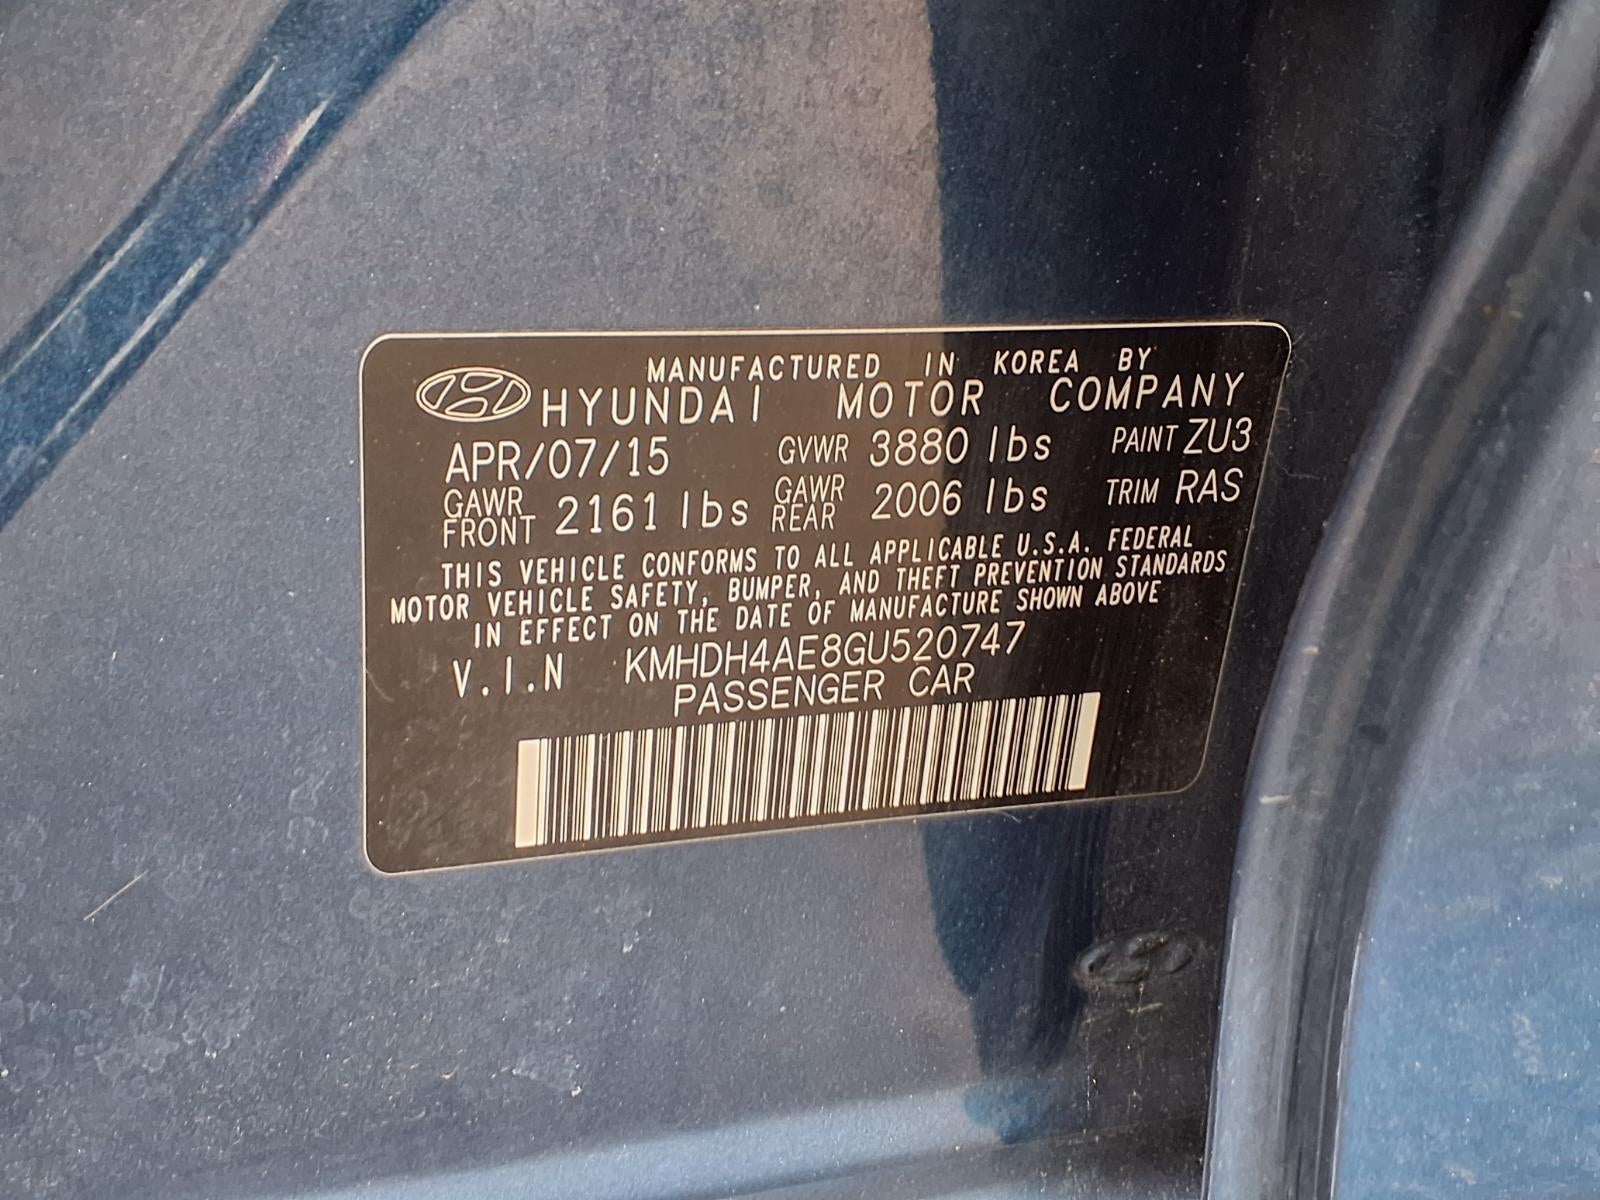 MANUFACTURED IN KOREA BY
HYUNDAI MOTOR COMPANY
APR/07/15 GVWR 3880 lbs PAINT ZU3
GAWR FRONT 2161 lbs GAWR REAR 2006 lbs TRIM RAS
THIS VEHICLE CONFORMS TO ALL APPLICABLE U.S.A. FEDERAL
MOTOR VEHICLE SAFETY, BUMPER, AND THEFT PREVENTION STANDARDS
IN EFFECT ON THE DATE OF MANUFACTURE SHOWN ABOVE
V.I.N KMHDH4AE8GU520747
PASSENGER CAR